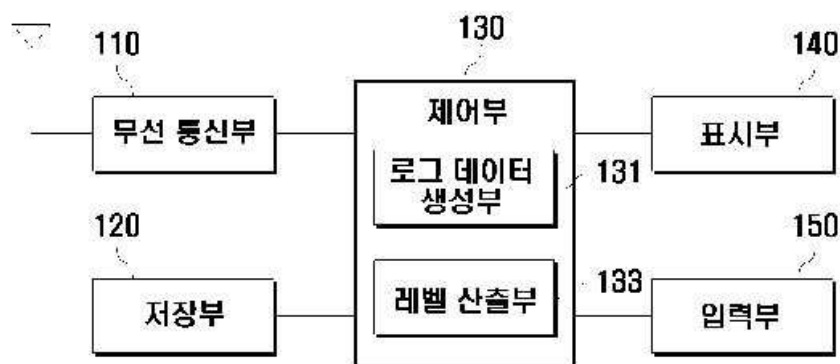 110
무선 통신부
120
저장부
130
제어부
로그 데이터
생성부
131
레벨 산출부
133
140
표시부
150
입력부